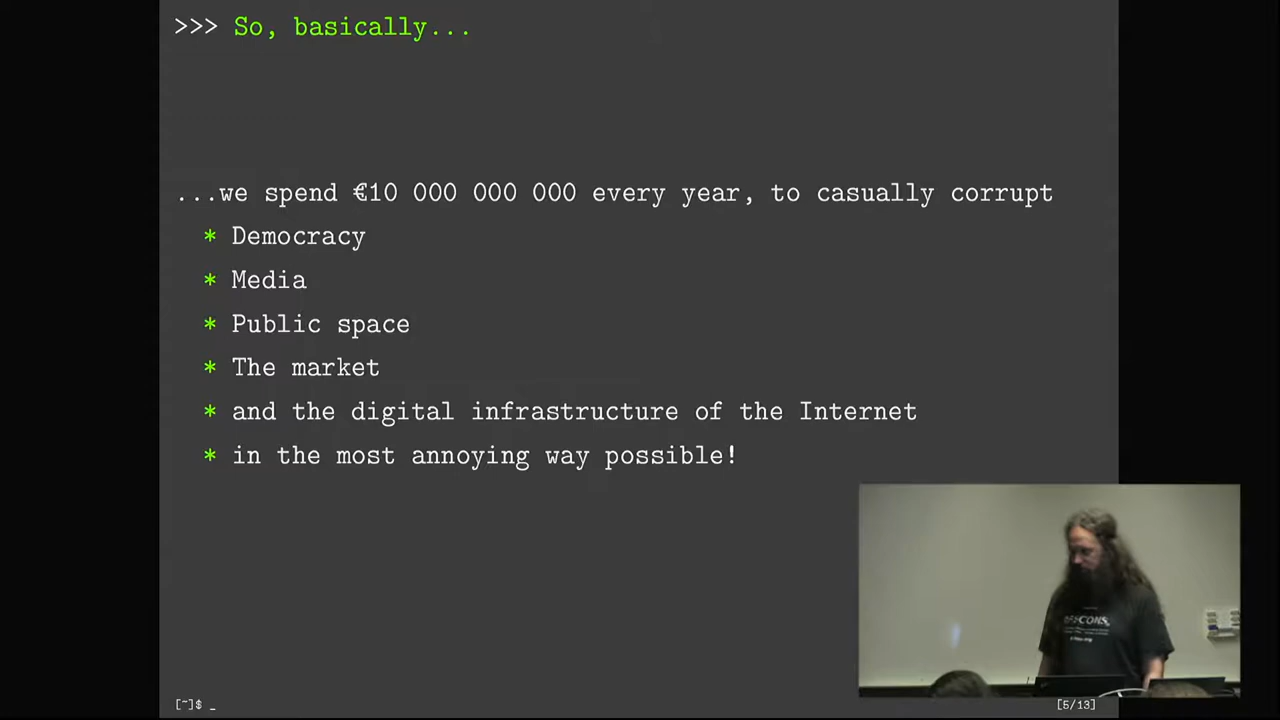 >>> So, basically...
...we spend €10 000 000 000 every year, to casually corrupt
* Democracy
* Media
* Public space
* The market
* and the digital infrastructure of the Internet
* in the most annoying way possible!
[~]$ _
[5/13]